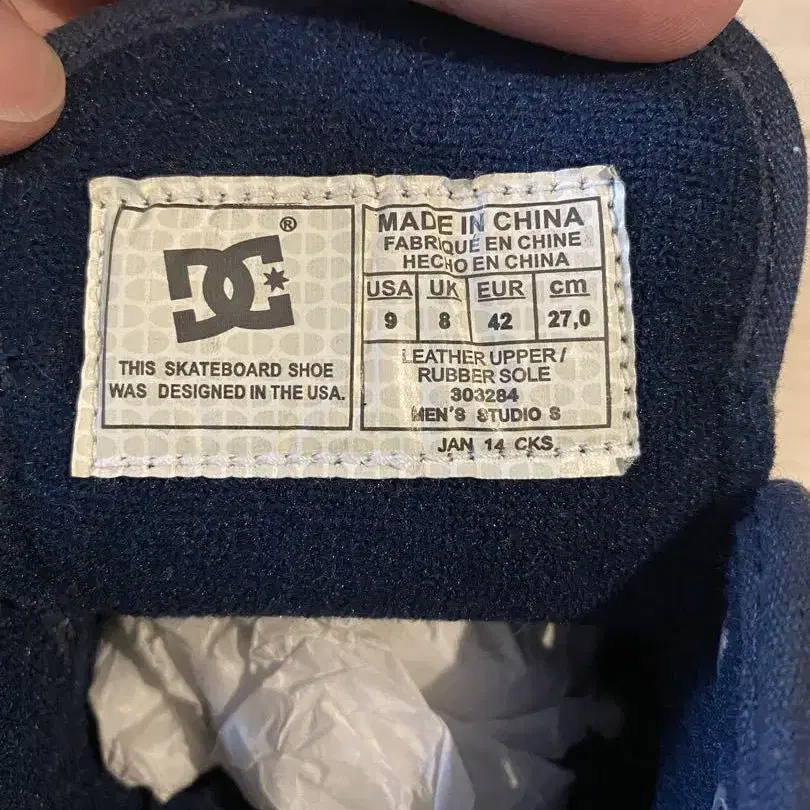 DC
®
THIS SKATEBOARD SHOE
WAS DESIGNED IN THE USA.
MADE IN CHINA
FABRIQUÉ EN CHINE
HECHO EN CHINA
USA UK EUR cm
9 8 42 27,0
LEATHER UPPER/
RUBBER SOLE
303284
MEN'S STUDIO S
JAN 14 CKS